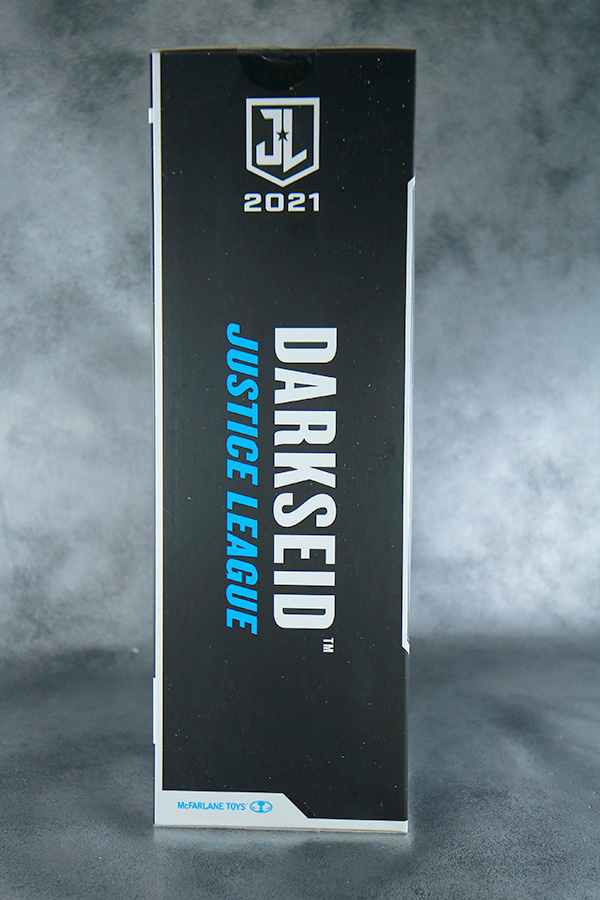 JL
2021
DARKSEID™
JUSTICE LEAGUE
McFARLANE TOYS